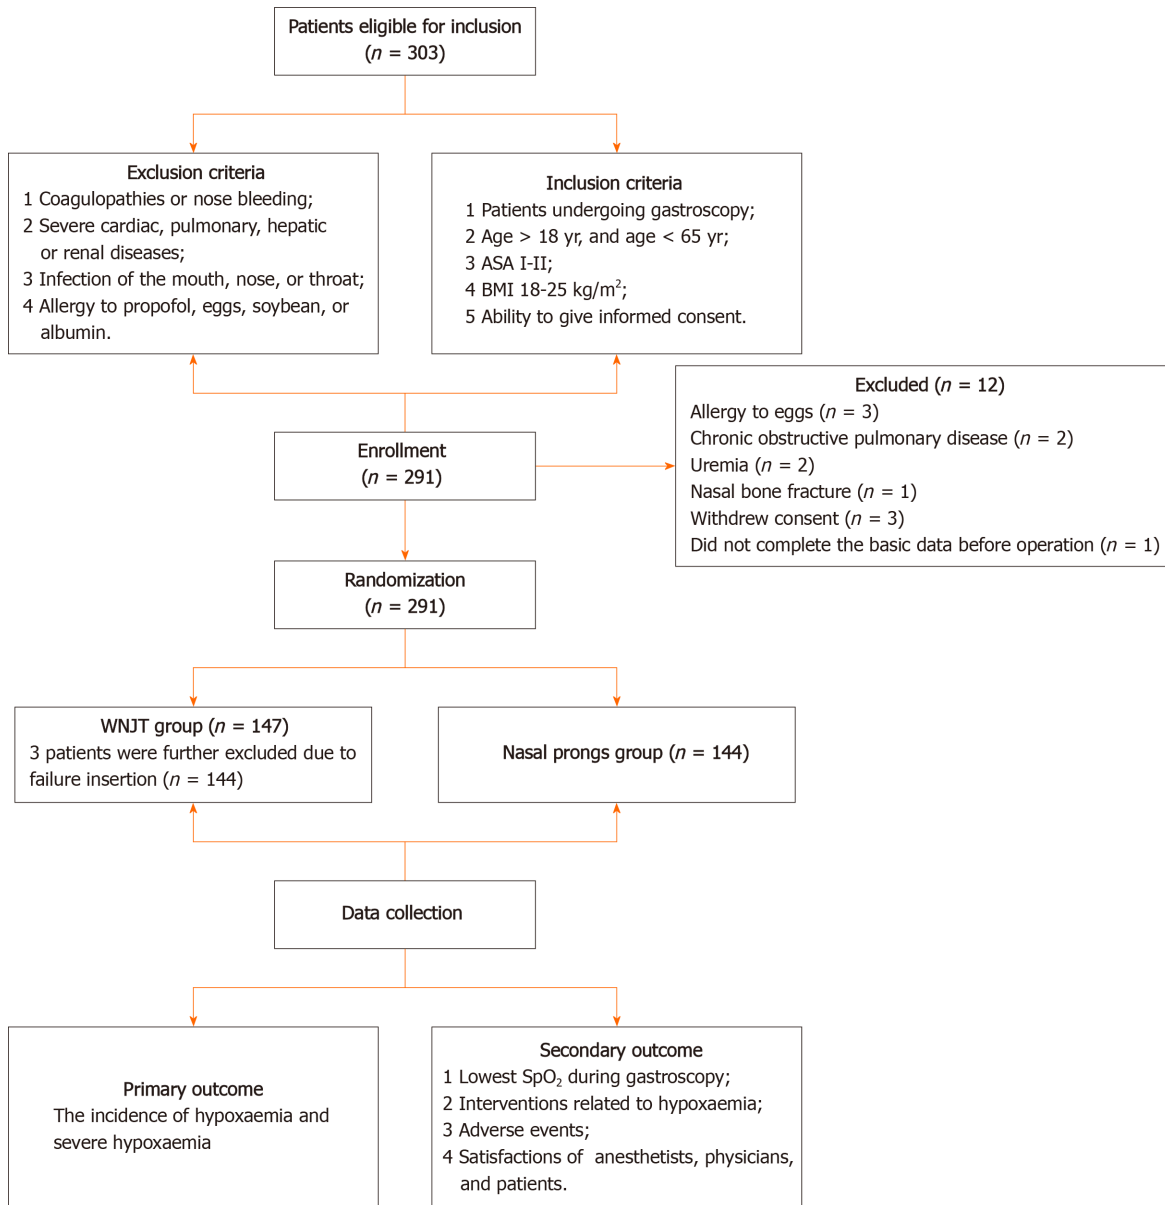 Patients eligible for inclusion
(n = 303)
Exclusion criteria
1 Coagulopathies or nose bleeding;
2 Severe cardiac, pulmonary, hepatic
or renal diseases;
3 Infection of the mouth, nose, or throat;
4 Allergy to propofol, eggs, soybean, or
albumin.
Inclusion criteria
1 Patients undergoing gastroscopy;
2 Age > 18 yr, and age < 65 yr;
3 ASA I-II;
4 BMI 18-25 kg/m²;
5 Ability to give informed consent.
Enrollment
(n = 291)
Excluded (n = 12)
Allergy to eggs (n = 3)
Chronic obstructive pulmonary disease (n = 2)
Uremia (n = 2)
Nasal bone fracture (n = 1)
Withdrew consent (n = 3)
Did not complete the basic data before operation (n = 1)
Randomization
(n = 291)
WNJT group (n = 147)
3 patients were further excluded due to
failure insertion (n = 144)
Nasal prongs group (n = 144)
Data collection
Primary outcome
The incidence of hypoxaemia and
severe hypoxaemia
Secondary outcome
1 Lowest SpO₂ during gastroscopy;
2 Interventions related to hypoxaemia;
3 Adverse events;
4 Satisfactions of anesthetists, physicians,
and patients.